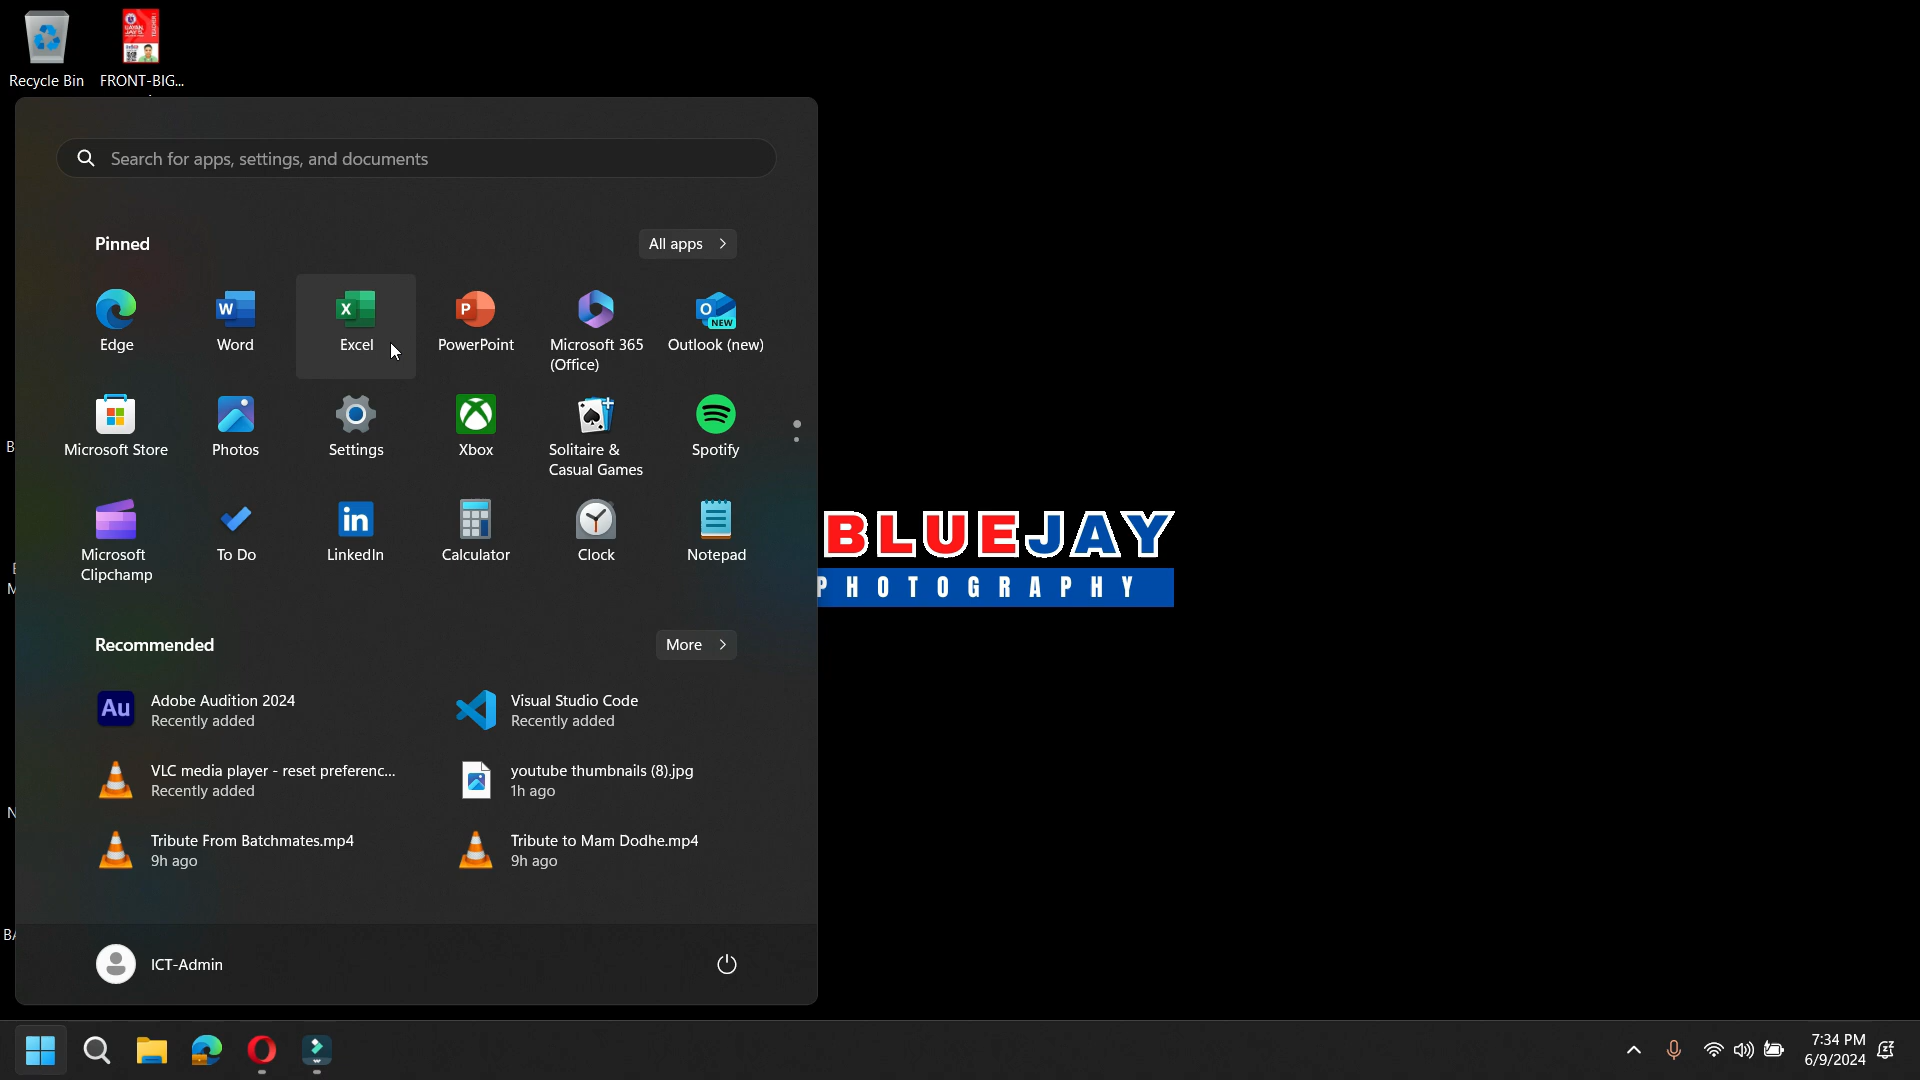 Recycle Bin
FRONT-BIG...
Search for apps, settings, and documents
Pinned
All apps
Edge
Word
Excel
PowerPoint
Microsoft 365
(Office)
Outlook (new)
Microsoft Store
Photos
Settings
Xbox
Solitaire &
Casual Games
Spotify
Microsoft
Clipchamp
To Do
LinkedIn
Calculator
Clock
Notepad
BLUEJAY
PHOTOGRAPHY
Recommended
More
Adobe Audition 2024
Recently added
Visual Studio Code
Recently added
VLC media player - reset preferenc...
Recently added
youtube thumbnails (8).jpg
1h ago
Tribute From Batchmates.mp4
9h ago
Tribute to Mam Dodhe.mp4
9h ago
ICT-Admin
7:34 PM
6/9/2024